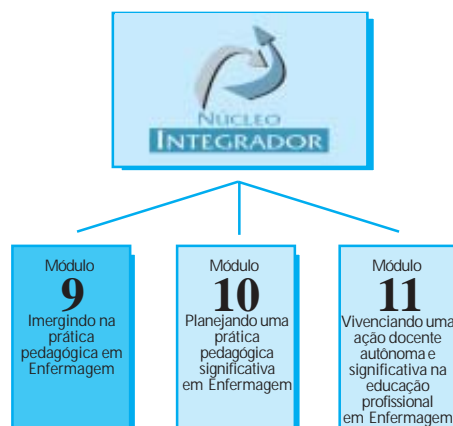 NÚCLEO
INTEGRADOR
Módulo
9
Imergindo na
prática
pedagógica em
Enfermagem
Módulo
10
Planejando uma
prática
pedagógica
significativa
em Enfermagem
Módulo
11
Vivenciando uma
ação docente
autônoma e
significativa na
educação
profissional
em Enfermagem